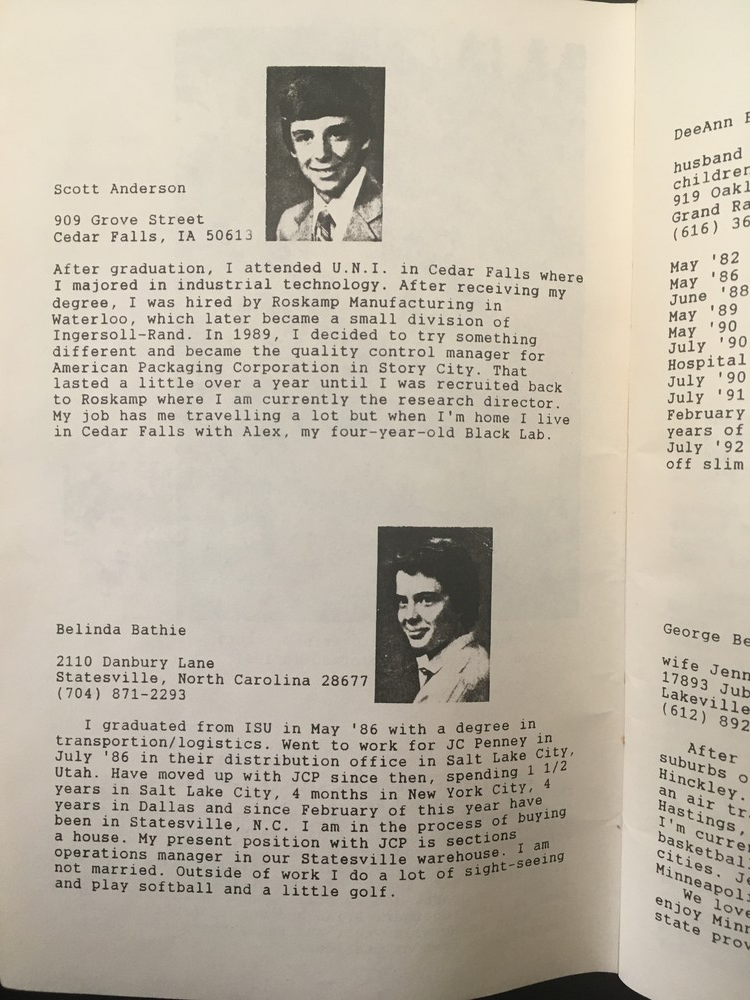 Scott Anderson
909 Grove Street
Cedar Falls, IA 50613
After graduation, I attended U.N.I. in Cedar Falls where
I majored in industrial technology. After receiving my
degree, I was hired by Roskamp Manufacturing in
Waterloo, which later became a small division of
Ingersoll-Rand. In 1989, I decided to try something
different and became the quality control manager for
American Packaging Corporation in Story City. That
lasted a little over a year until I was recruited back
to Roskamp where I am currently the research director.
My job has me travelling a lot but when I'm home I live
in Cedar Falls with Alex, my four-year-old Black Lab.
Belinda Bathie
2110 Danbury Lane
Statesville, North Carolina 28677
(704) 871-2293
I graduated from ISU in May '86 with a degree in
transportion/logistics. Went to work for JC Penney in
July '86 in their distribution office in Salt Lake City,
Utah. Have moved up with JCP since then, spending 1 1/2
years in Salt Lake City, 4 months in New York City, 4
years in Dallas and since February of this year have
been in Statesville, N.C. I am in the process of buying
a house. My present position with JCP is sections
operations manager in our Statesville warehouse. I am
not married. Outside of work I do a lot of sight-seeing
and play softball and a little golf.
DeeAnn
husband
children
919 Oakl
Grand Ra
(616) 36
May '82
May '86
June '88
May '89
May '90
July '90
Hospital
July '90
July '91
February
years of
July '92
off slim
George Be
wife Jenn
17893 Jub
Lakeville
(612) 892
After
suburbs o
Hinckley.
an air tr
Hastings,
I'm curre
basketbal
cities. Je
Minneapoli
We love
enjoy Minn
state prov